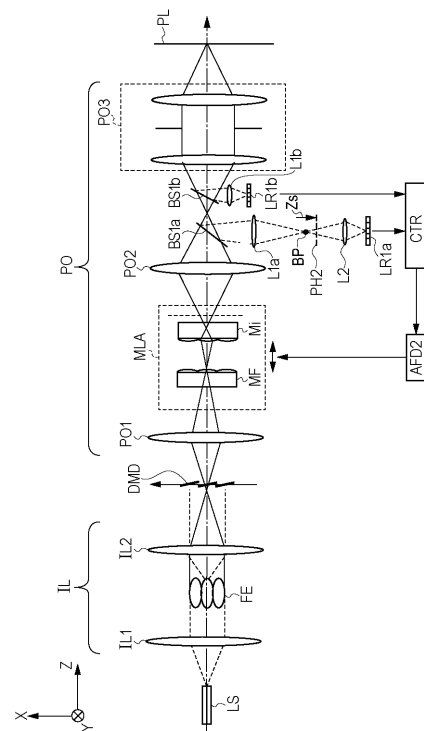 X
Y
Z
LS
IL
IL1
FE
IL2
DMD
PO
PO1
MLA
MF
Mi
PO2
BS1a
BS1b
L1a
L1b
LR1b
BP
Zs
PH2
L2
LR1a
PO3
PL
AFD2
CTR